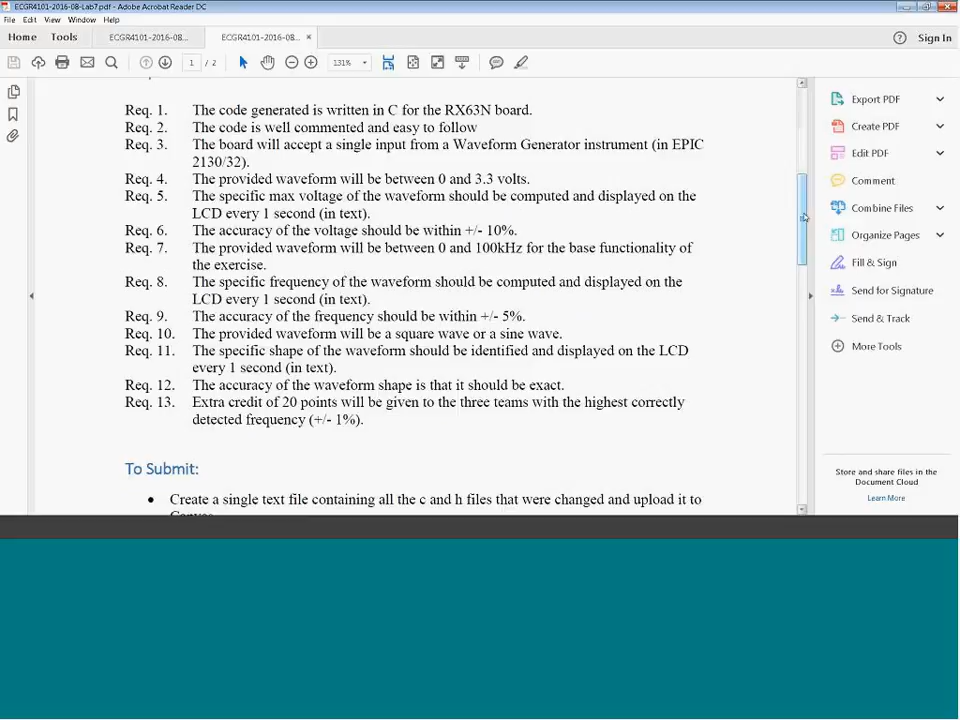 ECGR4101-2016-08-Lab7.pdf - Adobe Acrobat Reader DC
File Edit View Window Help
Home Tools ECGR4101-2016-08-... ECGR4101-2016-08... × Sign In
1 / 2 131%
Req. 1. The code generated is written in C for the RX63N board.
Req. 2. The code is well commented and easy to follow
Req. 3. The board will accept a single input from a Waveform Generator instrument (in EPIC
2130/32).
Req. 4. The provided waveform will be between 0 and 3.3 volts.
Req. 5. The specific max voltage of the waveform should be computed and displayed on the
LCD every 1 second (in text).
Req. 6. The accuracy of the voltage should be within +/- 10%.
Req. 7. The provided waveform will be between 0 and 100kHz for the base functionality of
the exercise.
Req. 8. The specific frequency of the waveform should be computed and displayed on the
LCD every 1 second (in text).
Req. 9. The accuracy of the frequency should be within +/- 5%.
Req. 10. The provided waveform will be a square wave or a sine wave.
Req. 11. The specific shape of the waveform should be identified and displayed on the LCD
every 1 second (in text).
Req. 12. The accuracy of the waveform shape is that it should be exact.
Req. 13. Extra credit of 20 points will be given to the three teams with the highest correctly
detected frequency (+/- 1%).
To Submit:
• Create a single text file containing all the c and h files that were changed and upload it to
Export PDF
Create PDF
Edit PDF
Comment
Combine Files
Organize Pages
Fill & Sign
Send for Signature
Send & Track
More Tools
Store and share files in the
Document Cloud
Learn More